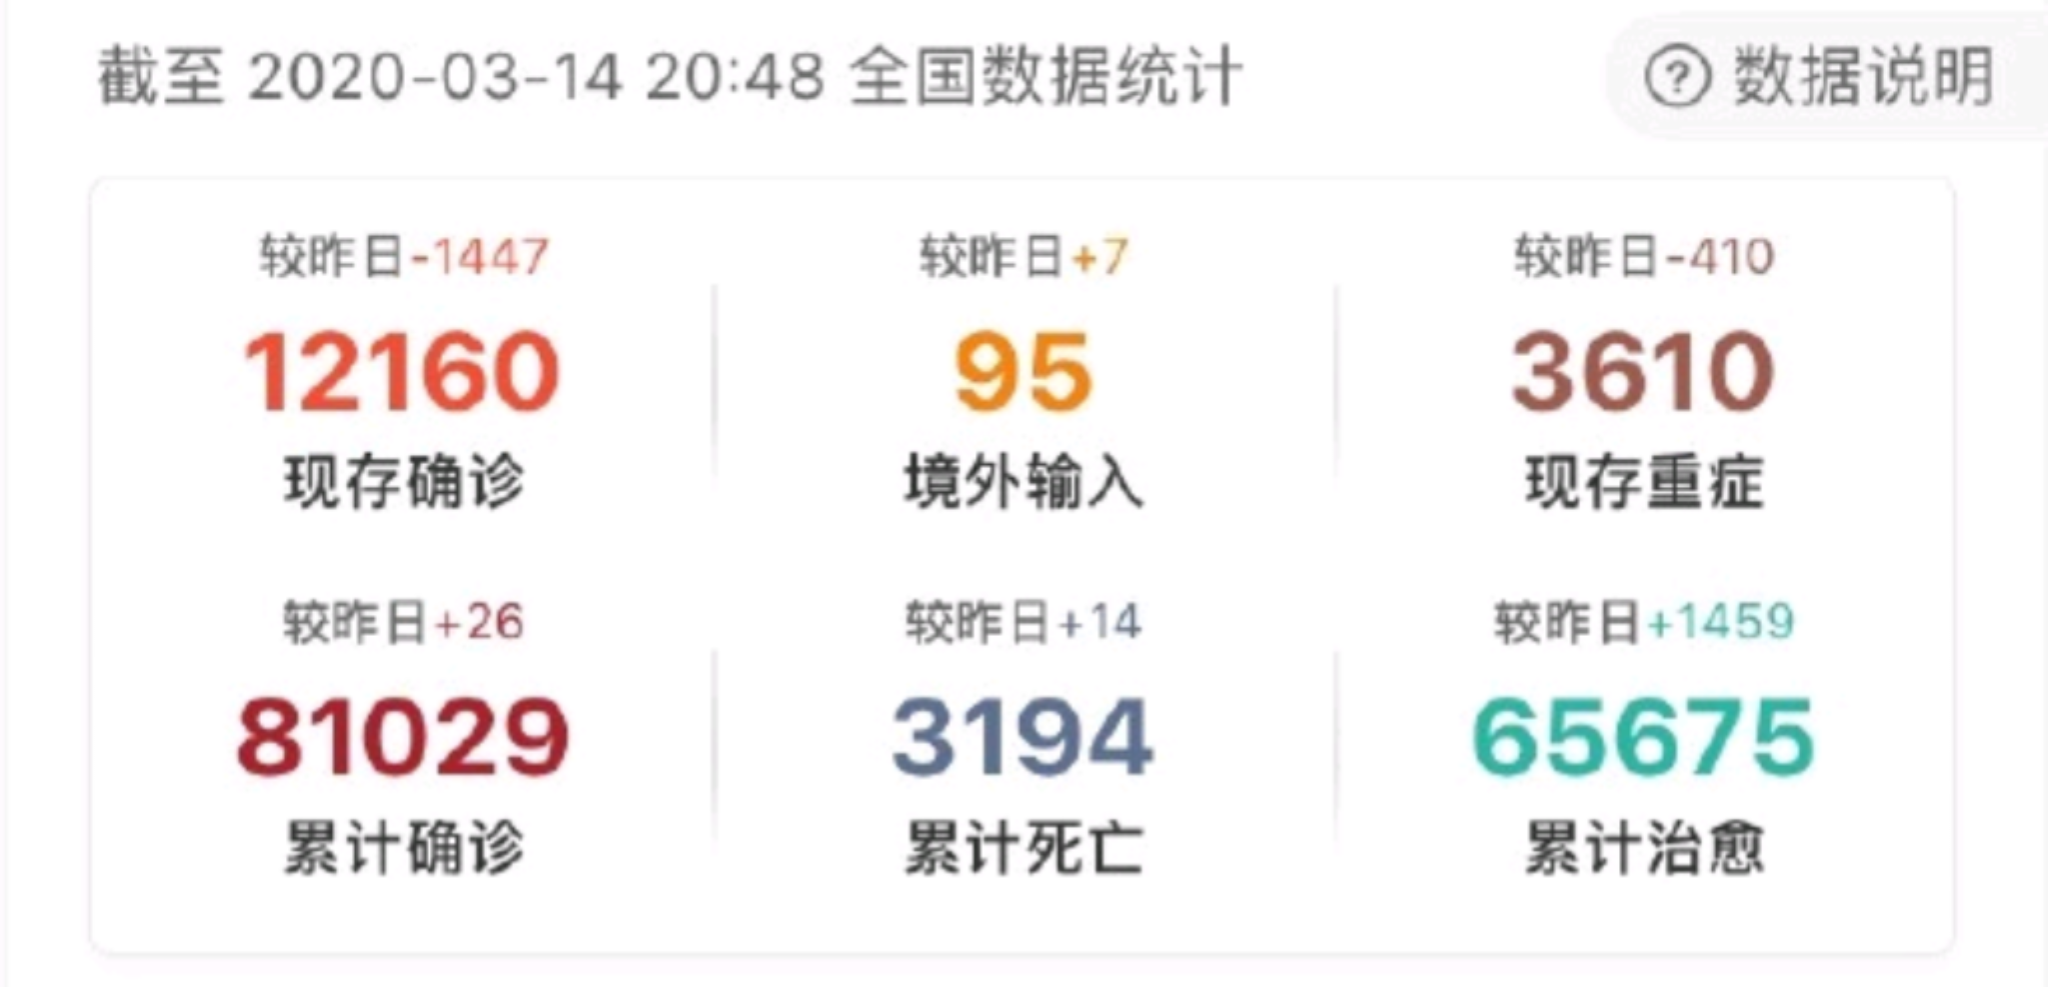 截至 2020-03-14 20:48 全国数据统计
? 数据说明
较昨日-1447
较昨日+7
较昨日-410
12160
95
3610
现存确诊
境外输入
现存重症
较昨日+26
较昨日+14
较昨日+1459
81029
3194
65675
累计确诊
累计死亡
累计治愈